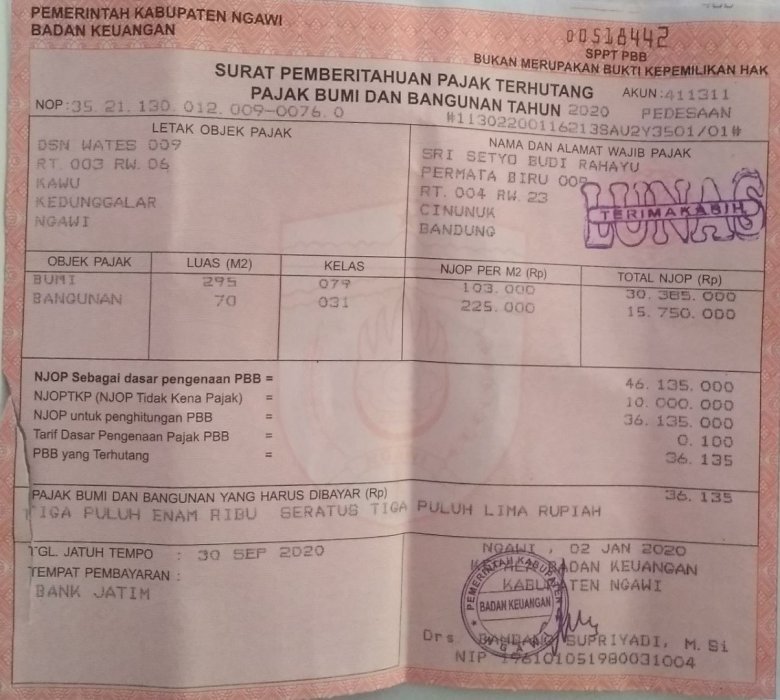 PEMERINTAH KABUPATEN NGAWI
BADAN KEUANGAN
00518442
SPPT PBB
BUKAN MERUPAKAN BUKTI KEPEMILIKAN HAK
SURAT PEMBERITAHUAN PAJAK TERHUTANG
PAJAK BUMI DAN BANGUNAN TAHUN 2020
AKUN:411311
PEDESAAN
NOP:35. 21. 130. 012. 009-0076. 0
#11302200116213SAU2Y3501/01#
LETAK OBJEK PAJAK
DSN WATES 009
RT. 003 RW. 06
KAWU
KEDUNGGALAR
NGAWI
NAMA DAN ALAMAT WAJIB PAJAK
SRI SETYO BUDI RAHAYU
PERMATA BIRU 009
RT. 004 RW. 23
CINUNUK
BANDUNG
LUNAS
TERIMAKASIH
OBJEK PAJAK LUAS (M2) KELAS NJOP PER M2 (Rp) TOTAL NJOP (Rp)
BUMI 295 079 103. 000 30. 385. 000
BANGUNAN 70 031 225. 000 15. 750. 000
NJOP Sebagai dasar pengenaan PBB = 46. 135. 000
NJOPTKP (NJOP Tidak Kena Pajak) = 10. 000. 000
NJOP untuk penghitungan PBB = 36. 135. 000
Tarif Dasar Pengenaan Pajak PBB = 0. 100
PBB yang Terhutang = 36. 135
PAJAK BUMI DAN BANGUNAN YANG HARUS DIBAYAR (Rp) 36. 135
TIGA PULUH ENAM RIBU SERATUS TIGA PULUH LIMA RUPIAH
TGL. JATUH TEMPO : 30 SEP 2020
TEMPAT PEMBAYARAN :
BANK JATIM
NGAWI , 02 JAN 2020
BADAN KEUANGAN
KABUPATEN NGAWI
PEMERINTAH KABUPATEN
BADAN KEUANGAN
NGAWI
Drs. BAMBANG SUPRIYADI, M. Si
NIP 196101051980031004
NGAWI